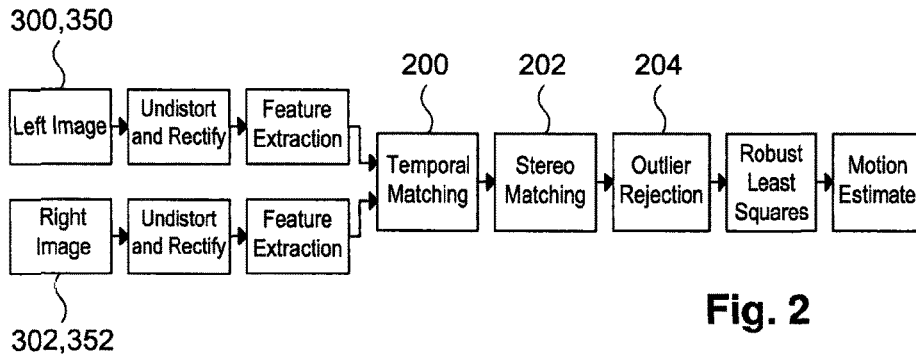 300,350
200
202
204
Left Image
Undistort
and Rectify
Feature
Extraction
Temporal
Matching
Stereo
Matching
Outlier
Rejection
Robust
Least
Squares
Motion
Estimate
Right
Image
Undistort
and Rectify
Feature
Extraction
302,352
Fig. 2